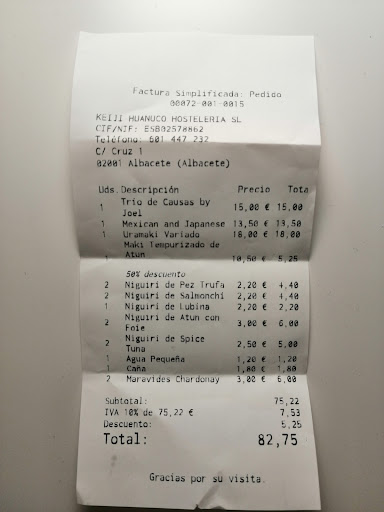 Factura Simplificada: Pedido
00072-001-0015
KEIJI HUANUCO HOSTELERIA SL
CIF/NIF: ESB02570862
Teléfono: 601 447 232
C/ Cruz 1
02001 Albacete (Albacete)
Uds. Descripción Precio Tota
1 Trio de Causas by Joel 15,00 € 15,00
1 Mexican and Japanese 13,50 € 13,50
1 Uramaki Variado 18,00 € 18,00
Maki Tempurizado de
1 Atun 10,50 € 5,25
50% descuento
2 Niguiri de Pez Trufa 2,20 € 4,40
2 Niguiri de Salmonchi 2,20 € 4,40
1 Niguiri de Lubina 2,20 € 2,20
2 Niguiri de Atun con Foie 3,00 € 6,00
2 Niguiri de Spice Tuna 2,50 € 5,00
1 Agua Pequeña 1,20 € 1,20
1 Caña 1,80 € 1,80
2 Maravides Chardonay 3,00 € 6,00
Subtotal: 75,22
IVA 10% de 75,22 € 7,53
Descuento: 5,25
Total: 82,75
Gracias por su visita.